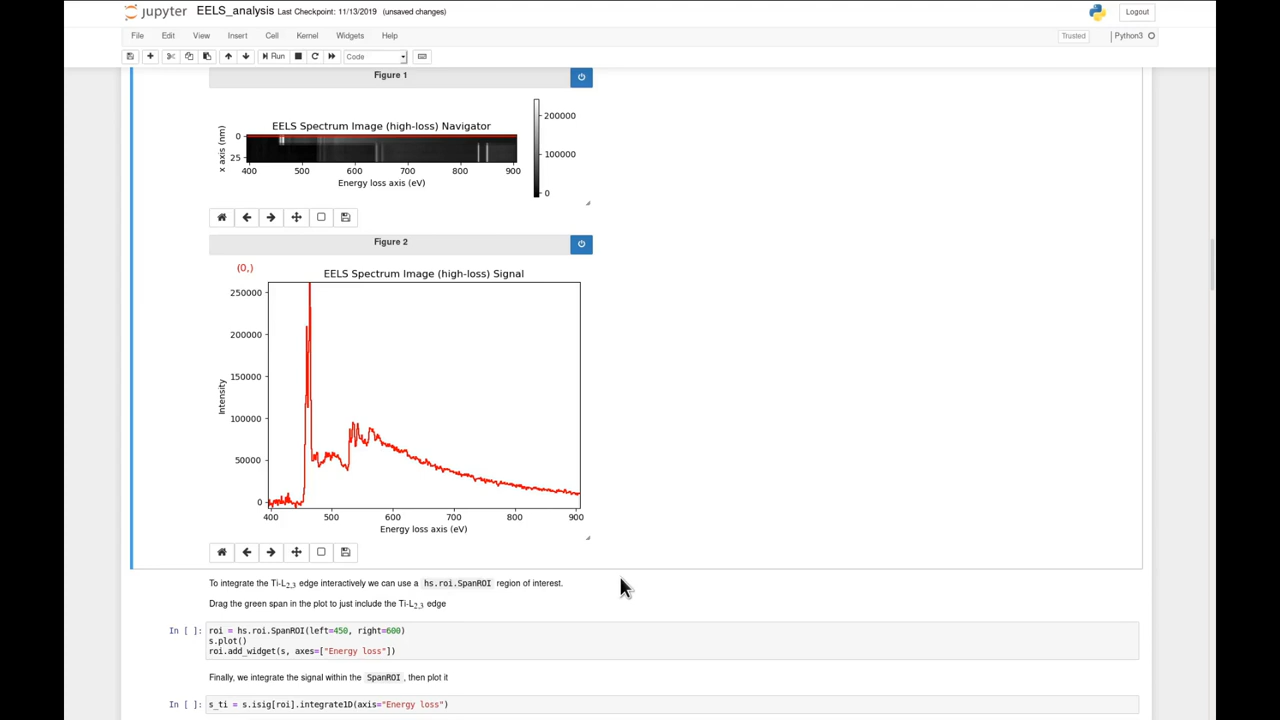 jupyter EELS_analysis Last Checkpoint: 11/13/2019 (unsaved changes) Logout
File Edit View Insert Cell Kernel Widgets Help Trusted Python3
Run Code
Figure 1
EELS Spectrum Image (high-loss) Navigator
x axis (nm)
0
25
400 500 600 700 800 900
Energy loss axis (eV)
200000
100000
0
Figure 2
(0,)
EELS Spectrum Image (high-loss) Signal
Intensity
250000
200000
150000
100000
50000
0
400 500 600 700 800 900
Energy loss axis (eV)
To integrate the Ti-L2,3 edge interactively we can use a hs.roi.SpanROI region of interest.
Drag the green span in the plot to just include the Ti-L2,3 edge
In [ ]: roi = hs.roi.SpanROI(left=450, right=600)
s.plot()
roi.add_widget(s, axes=["Energy loss"])
Finally, we integrate the signal within the SpanROI , then plot it
In [ ]: s_ti = s.isig[roi].integrate1D(axis="Energy loss")